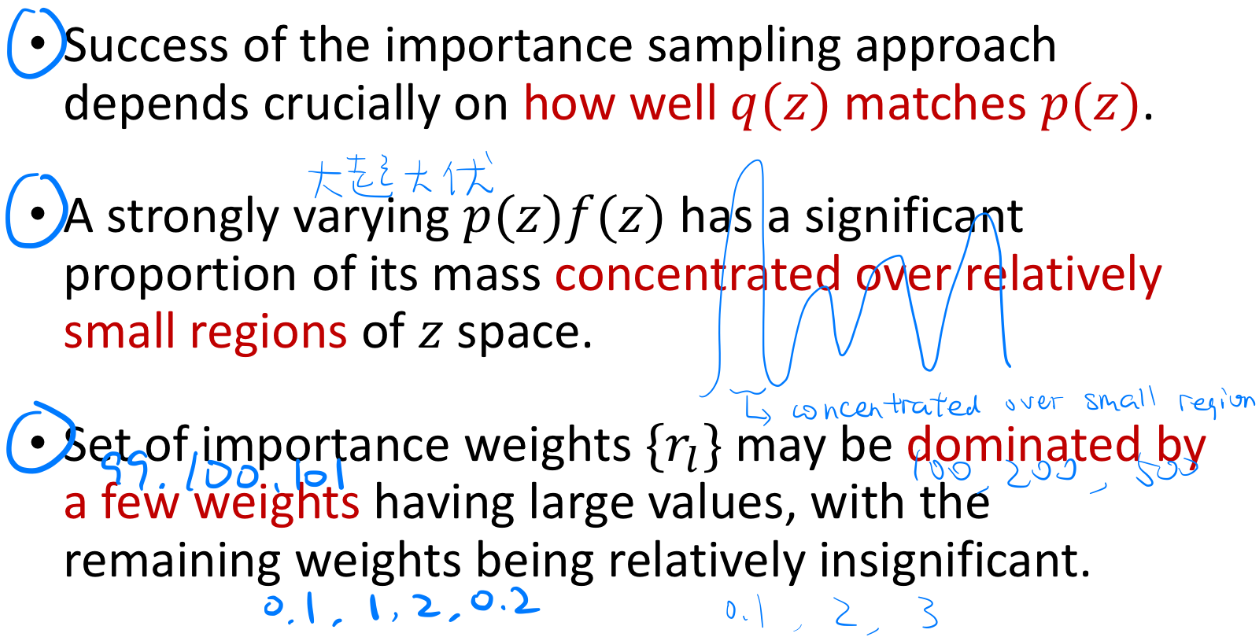 • Success of the importance sampling approach
depends crucially on how well q(z) matches p(z).
大起大伏
• A strongly varying p(z)f(z) has a significant
proportion of its mass concentrated over relatively
small regions of z space.
↳ concentrated over small region
• Set of importance weights {r_l} may be dominated by
99. 100, 101
100, 200, 500
a few weights having large values, with the
remaining weights being relatively insignificant.
0.1, 1, 2, 0.2
0.1, 2, 3